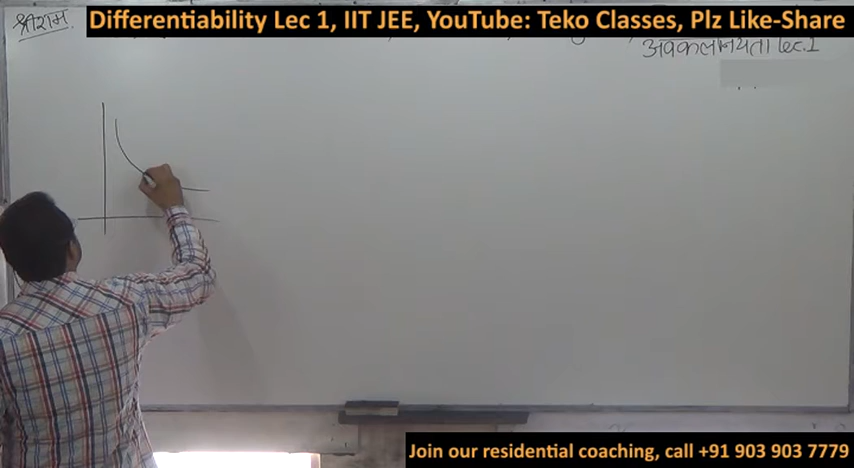 श्रीराम
Differentiability Lec 1, IIT JEE, YouTube: Teko Classes, Plz Like-Share
अवकलनीयता Lec.1
Join our residential coaching, call +91 903 903 7779